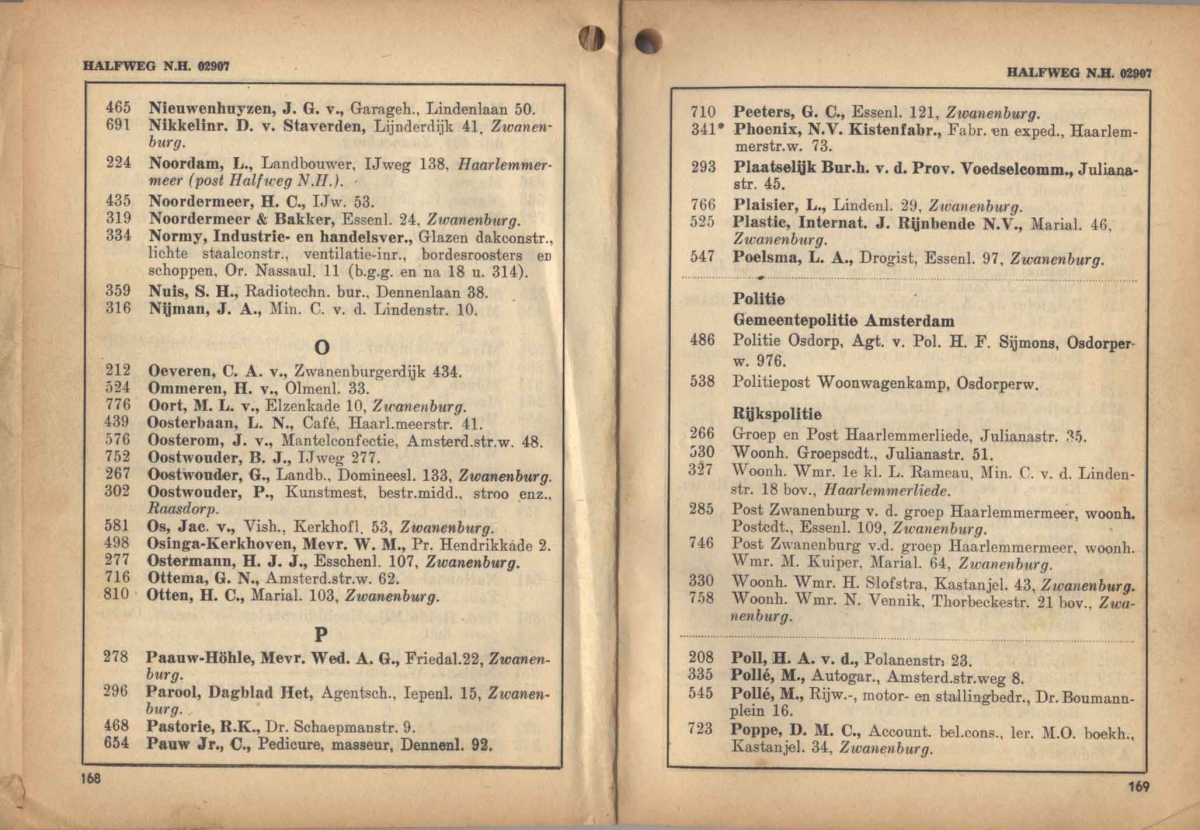 HALFWEG N.H. 02907
465 Nieuwenhuyzen, J. G. v., Garageh., Lindenlaan 50.
691 Nikkelinr. D. v. Staverden, Lijnderdijk 41, Zwanen-
burg.
224 Noordam, L., Landbouwer, IJweg 138, Haarlemmer-
meer (post Halfweg N.H.).
435 Noordermeer, H. C., IJw. 53.
319 Noordermeer & Bakker, Essenl. 24, Zwanenburg.
334 Normy, Industrie- en handelsver., Glazen dakconstr.,
lichte staalconstr., ventilatie-inr., bordesroosters en
schoppen, Or. Nassaul. 11 (b.g.g. en na 18 u. 314).
359 Nuis, S. H., Radiotechn. bur., Dennenlaan 38.
316 Nijman, J. A., Min. C. v. d. Lindenstr. 10.
O
212 Oeveren, C. A. v., Zwanenburgerdijk 434.
524 Ommeren, H. v., Olmenl. 33.
776 Oort, M. L. v., Elzenkade 10, Zwanenburg.
439 Oosterbaan, L. N., Café, Haarl.meerstr. 41.
576 Oosterom, J. v., Mantelconfectie, Amsterd.str.w. 48.
752 Oostwouder, B. J., IJweg 277.
267 Oostwouder, G., Landb., Domineesl. 133, Zwanenburg.
302 Oostwouder, P., Kunstmest, bestr.midd., stroo enz.,
Raasdorp.
581 Os, Jac. v., Vish., Kerkhofl. 53, Zwanenburg.
498 Osinga-Kerkhoven, Mevr. W. M., Pr. Hendrikkade 2.
277 Ostermann, H. J. J., Esschenl. 107, Zwanenburg.
716 Ottema, G. N., Amsterd.str.w. 62.
810 Otten, H. C., Marial. 103, Zwanenburg.
P
278 Paauw-Höhle, Mevr. Wed. A. G., Friedal.22, Zwanen-
burg.
296 Parool, Dagblad Het, Agentsch., Iepenl. 15, Zwanen-
burg.
468 Pastorie, R.K., Dr. Schaepmanstr. 9.
654 Pauw Jr., C., Pedicure, masseur, Dennenl. 92.
168
HALFWEG N.H. 02907
710 Peeters, G. C., Essenl. 121, Zwanenburg.
341* Phoenix, N.V. Kistenfabr., Fabr. en exped., Haarlem-
merstr.w. 73.
293 Plaatselijk Bur.h. v. d. Prov. Voedselcomm., Juliana-
str. 45.
766 Plaisier, L., Lindenl. 29, Zwanenburg.
525 Plastic, Internat. J. Rijnbende N.V., Marial. 46,
Zwanenburg.
547 Poelsma, L. A., Drogist, Essenl. 97, Zwanenburg.
Politie
Gemeentepolitie Amsterdam
486 Politie Osdorp, Agt. v. Pol. H. F. Sijmons, Osdorper-
w. 976.
538 Politiepost Woonwagenkamp, Osdorperw.
Rijkspolitie
266 Groep en Post Haarlemmerliede, Julianastr. 35.
530 Woonh. Groepscdt., Julianastr. 51.
327 Woonh. Wmr. 1e kl. L. Rameau, Min. C. v. d. Linden-
str. 18 bov., Haarlemmerliede.
285 Post Zwanenburg v. d. groep Haarlemmermeer, woonh.
Postcdt., Essenl. 109, Zwanenburg.
746 Post Zwanenburg v.d. groep Haarlemmermeer, woonh.
Wmr. M. Kuiper, Marial. 64, Zwanenburg.
330 Woonh. Wmr. H. Slofstra, Kastanjel. 43, Zwanenburg.
758 Woonh. Wmr. N. Vennik, Thorbeckestr. 21 bov., Zwa-
nenburg.
208 Poll, H. A. v. d., Polanenstr. 23.
335 Pollé, M., Autogar., Amsterd.str.weg 8.
545 Pollé, M., Rijw.-, motor- en stallingbedr., Dr. Boumann-
plein 16.
723 Poppe, D. M. C., Account. bel.cons., ler. M.O. boekh.,
Kastanjel. 34, Zwanenburg.
169